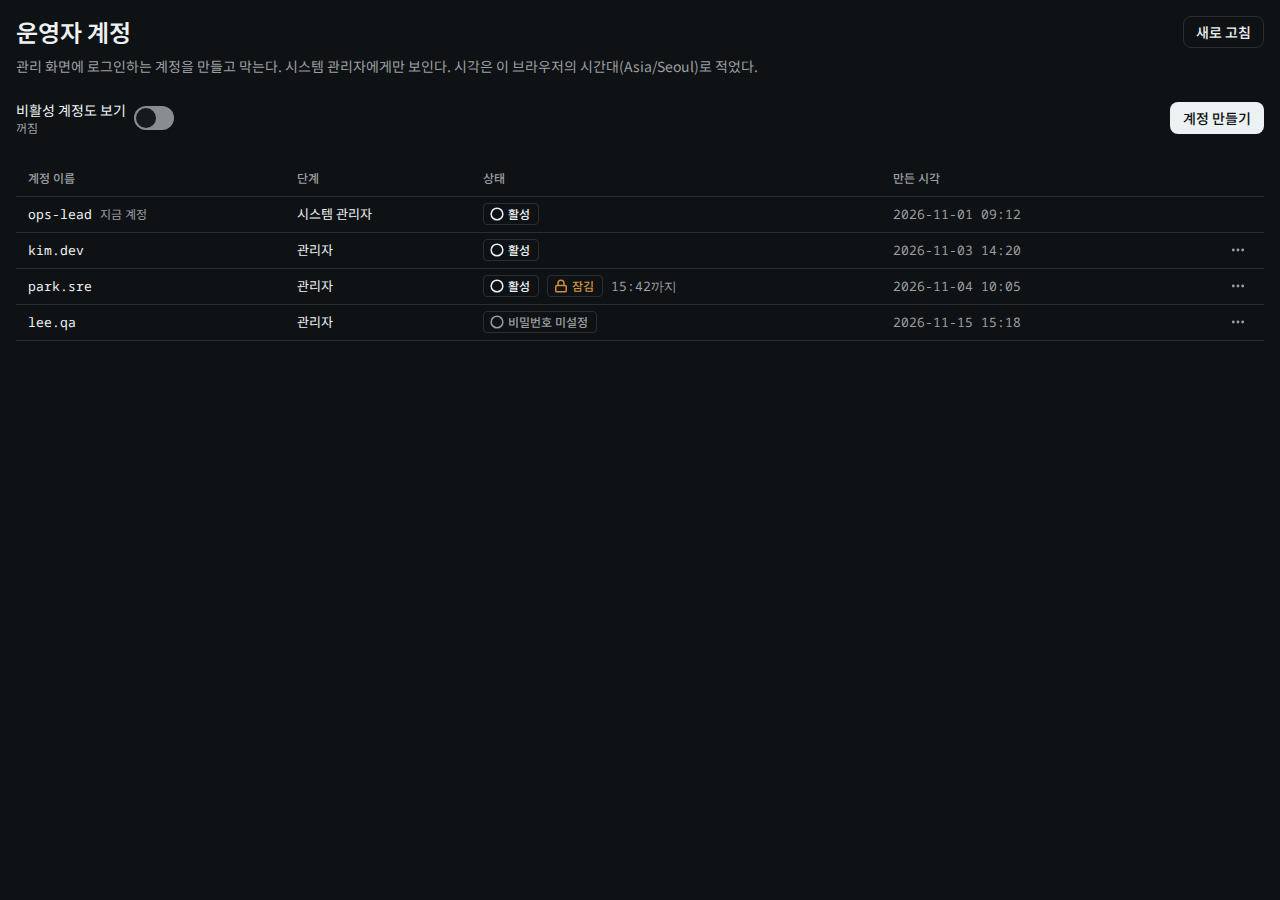 운영자 계정
새로 고침
관리 화면에 로그인하는 계정을 만들고 막는다. 시스템 관리자에게만 보인다. 시각은 이 브라우저의 시간대(Asia/Seoul)로 적었다.
비활성 계정도 보기
꺼짐
계정 만들기
계정 이름 단계 상태 만든 시각
ops-lead 지금 계정 시스템 관리자 활성 2026-11-01 09:12
kim.dev 관리자 활성 2026-11-03 14:20
park.sre 관리자 활성 잠김 15:42까지 2026-11-04 10:05
lee.qa 관리자 비밀번호 미설정 2026-11-15 15:18